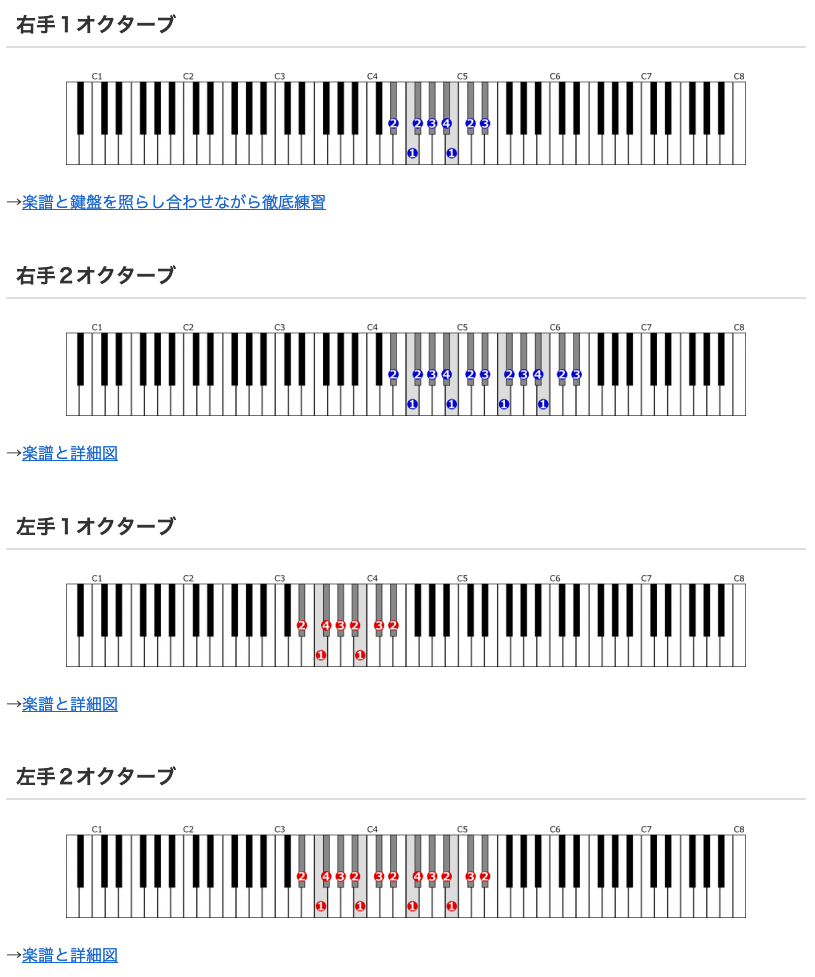 右手１オクターブ
C1 C2 C3 C4 C5 C6 C7 C8
2 2 3 4 2 3
1 1
→楽譜と鍵盤を照らし合わせながら徹底練習
右手２オクターブ
C1 C2 C3 C4 C5 C6 C7 C8
2 2 3 4 2 3 2 3 4 2 3
1 1 1 1
→楽譜と詳細図
左手１オクターブ
C1 C2 C3 C4 C5 C6 C7 C8
2 4 3 2 3 2
1 1
→楽譜と詳細図
左手２オクターブ
C1 C2 C3 C4 C5 C6 C7 C8
2 4 3 2 3 2 4 3 2 3 2
1 1 1 1
→楽譜と詳細図